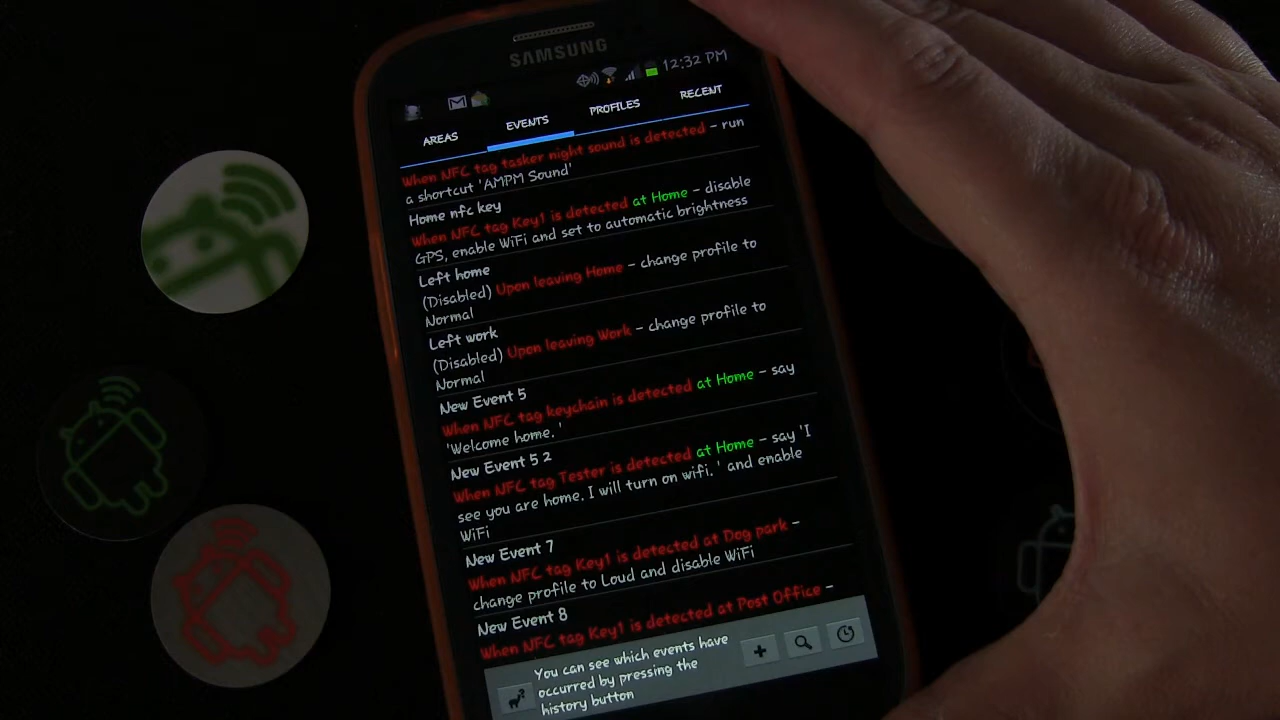 SAMSUNG
12:32 PM
AREAS EVENTS PROFILES RECENT
When NFC tag tasker night sound is detected - run
a shortcut 'AMPM Sound'
Home nfc key
When NFC tag Key1 is detected at Home - disable
GPS, enable WiFi and set to automatic brightness
Left home
(Disabled) Upon leaving Home - change profile to
Normal
Left work
(Disabled) Upon leaving Work - change profile to
Normal
New Event 5
When NFC tag keychain is detected at Home - say
'Welcome home. '
New Event 5 2
When NFC tag Tester is detected at Home - say 'I
see you are home. I will turn on wifi. ' and enable
WiFi
New Event 7
When NFC tag Key1 is detected at Dog park -
change profile to Loud and disable WiFi
New Event 8
When NFC tag Key1 is detected at Post Office -
You can see which events have
occurred by pressing the
history button